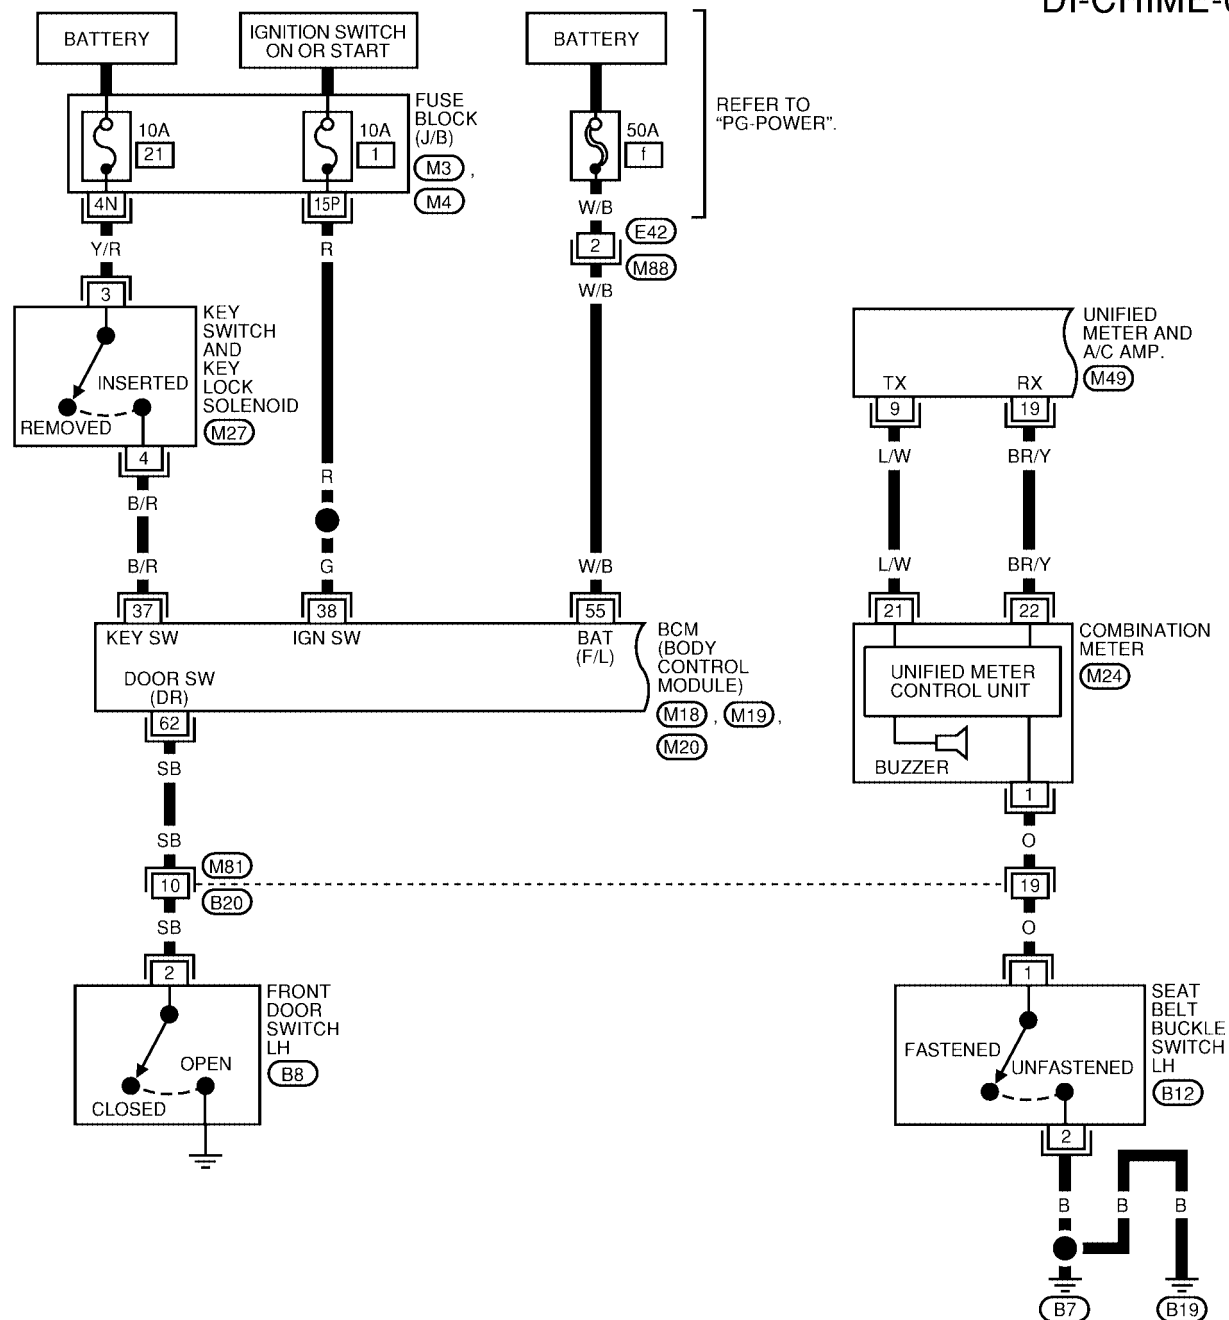 DI-CHIME-
BATTERY
IGNITION SWITCH
ON OR START
BATTERY
FUSE
BLOCK
(J/B)
M3 ,
M4
10A
21
10A
1
50A
f
REFER TO
“PG-POWER”.
4N
15P
W/B
Y/R
R
2
E42
M88
W/B
3
KEY
SWITCH
AND
KEY
LOCK
SOLENOID
M27
INSERTED
REMOVED
4
UNIFIED
METER AND
A/C AMP.
M49
TX
RX
9
19
L/W
BR/Y
B/R
R
B/R
G
W/B
L/W
BR/Y
37
38
55
21
22
KEY SW
IGN SW
BAT
(F/L)
DOOR SW
(DR)
BCM
(BODY
CONTROL
MODULE)
M18 , M19 ,
M20
COMBINATION
METER
M24
UNIFIED METER
CONTROL UNIT
BUZZER
62
1
SB
SB
O
M81
10
B20
19
SB
O
2
1
FRONT
DOOR
SWITCH
LH
B8
OPEN
CLOSED
SEAT
BELT
BUCKLE
SWITCH
LH
B12
FASTENED
UNFASTENED
2
B
B
B
B7
B19